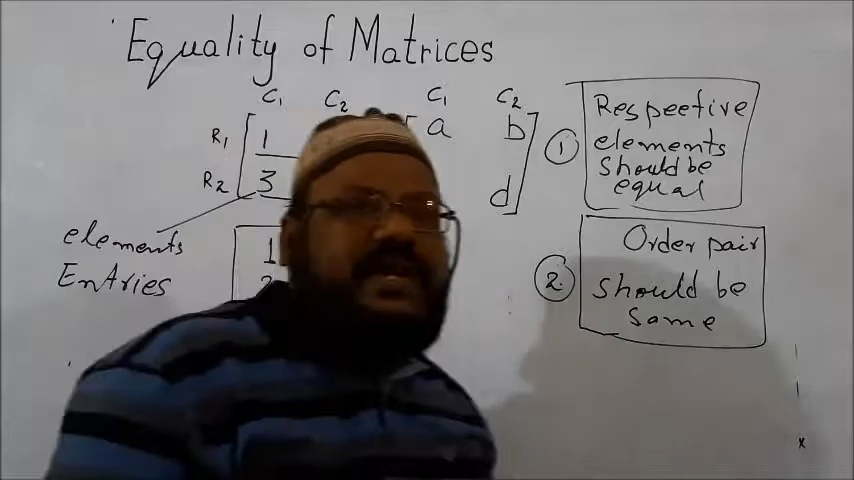 Equality of Matrices
C1 C2 C1 C2
R1 1 a b
R2 3 d
1
elements
Entries
1 Respective
elements
should be
equal
2 Order pair
should be
same
x